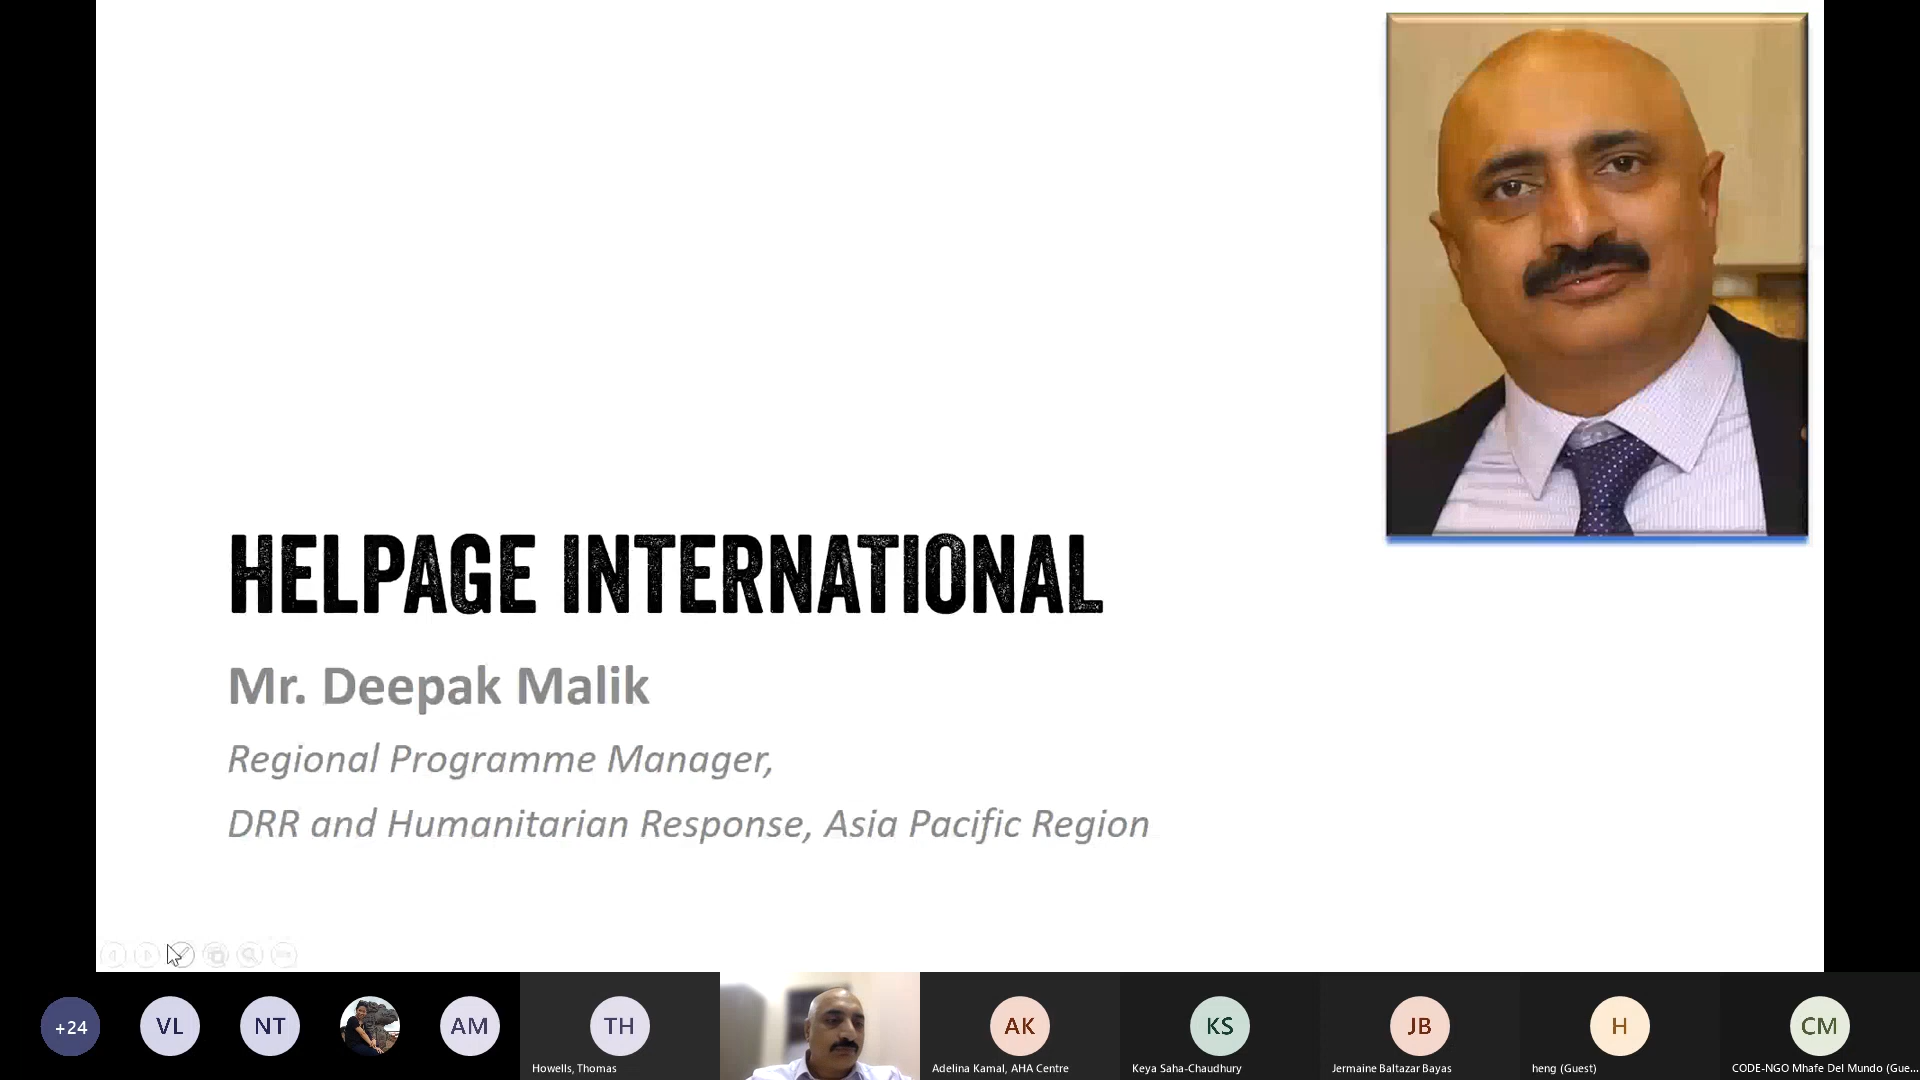 HELPAGE INTERNATIONAL
Mr. Deepak Malik
Regional Programme Manager,
DRR and Humanitarian Response, Asia Pacific Region
+24
VL
NT
AM
TH
AK
KS
JB
H
CM
Howells, Thomas
Adelina Kamal, AHA Centre
Keya Saha-Chaudhury
Jermaine Baltazar Bayas
heng (Guest)
CODE-NGO Mhafe Del Mundo (Gue...